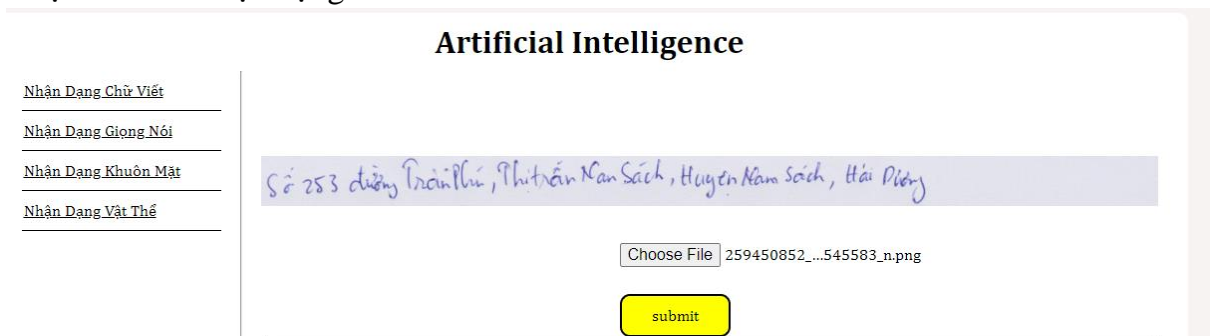 Artificial Intelligence
Nhận Dạng Chữ Viết
Nhận Dạng Giọng Nói
Nhận Dạng Khuôn Mặt
Nhận Dạng Vật Thể
Số 253 đường Trần Phú, Thị trấn Nam Sách, Huyện Nam Sách, Hải Dương
Choose File 259450852_...545583_n.png
submit